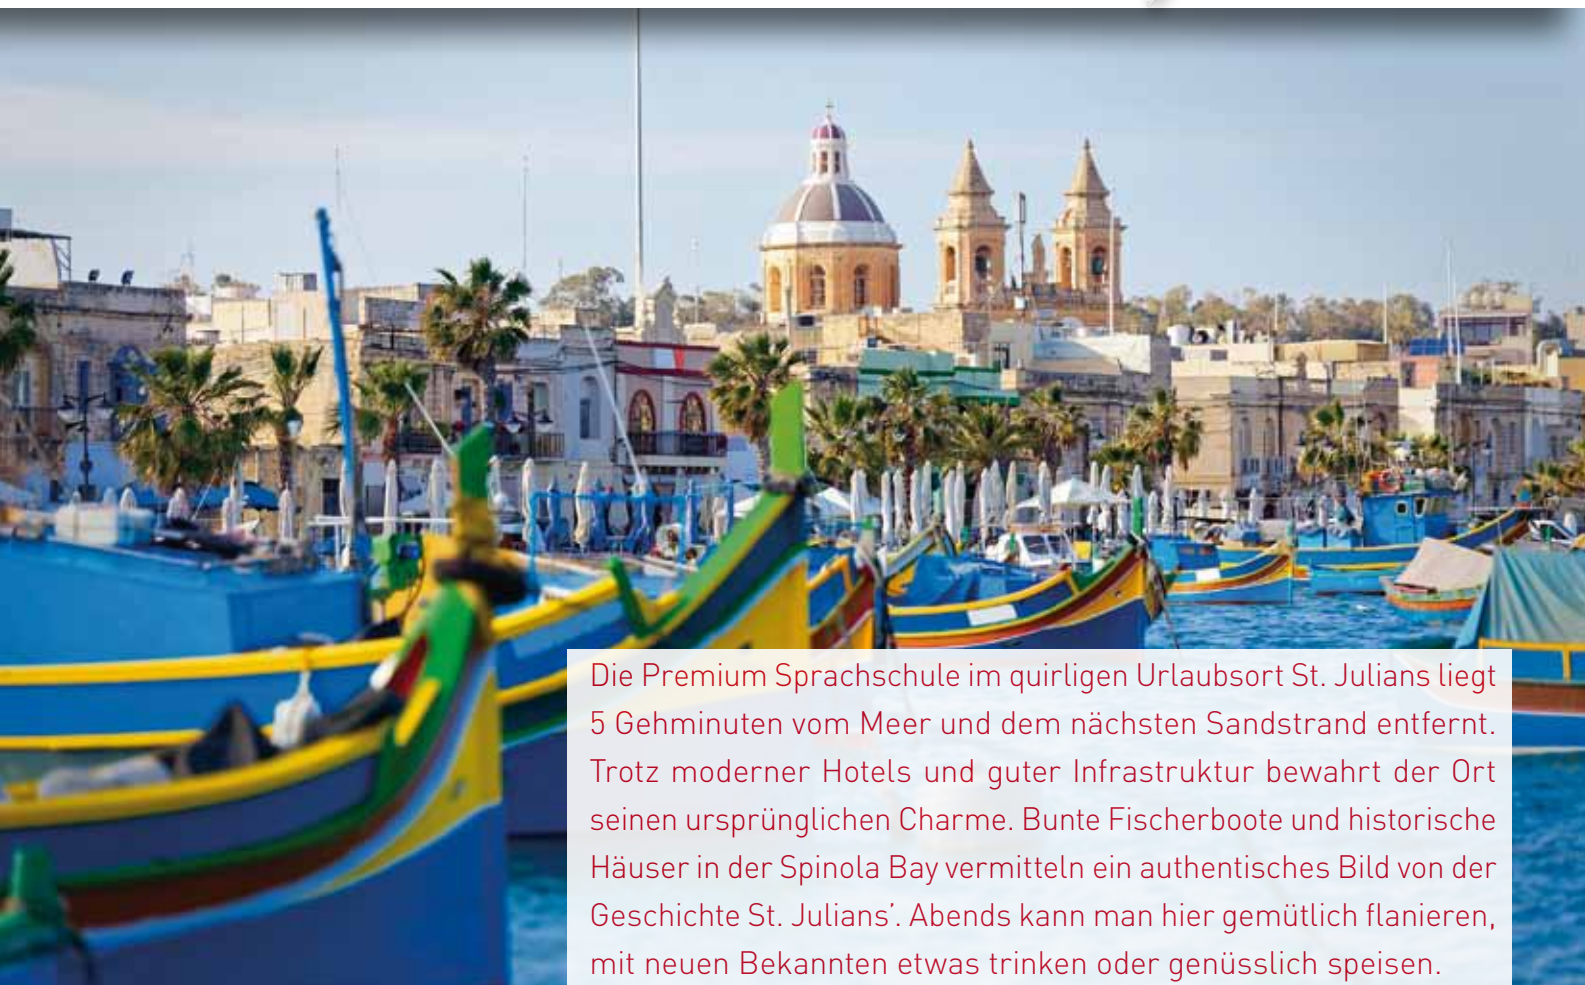 Die Premium Sprachschule im quirligen Urlaubsort St. Julians liegt
5 Gehminuten vom Meer und dem nächsten Sandstrand entfernt.
Trotz moderner Hotels und guter Infrastruktur bewahrt der Ort
seinen ursprünglichen Charme. Bunte Fischerboote und historische
Häuser in der Spinola Bay vermitteln ein authentisches Bild von der
Geschichte St. Julians’. Abends kann man hier gemütlich flanieren,
mit neuen Bekannten etwas trinken oder genüsslich speisen.